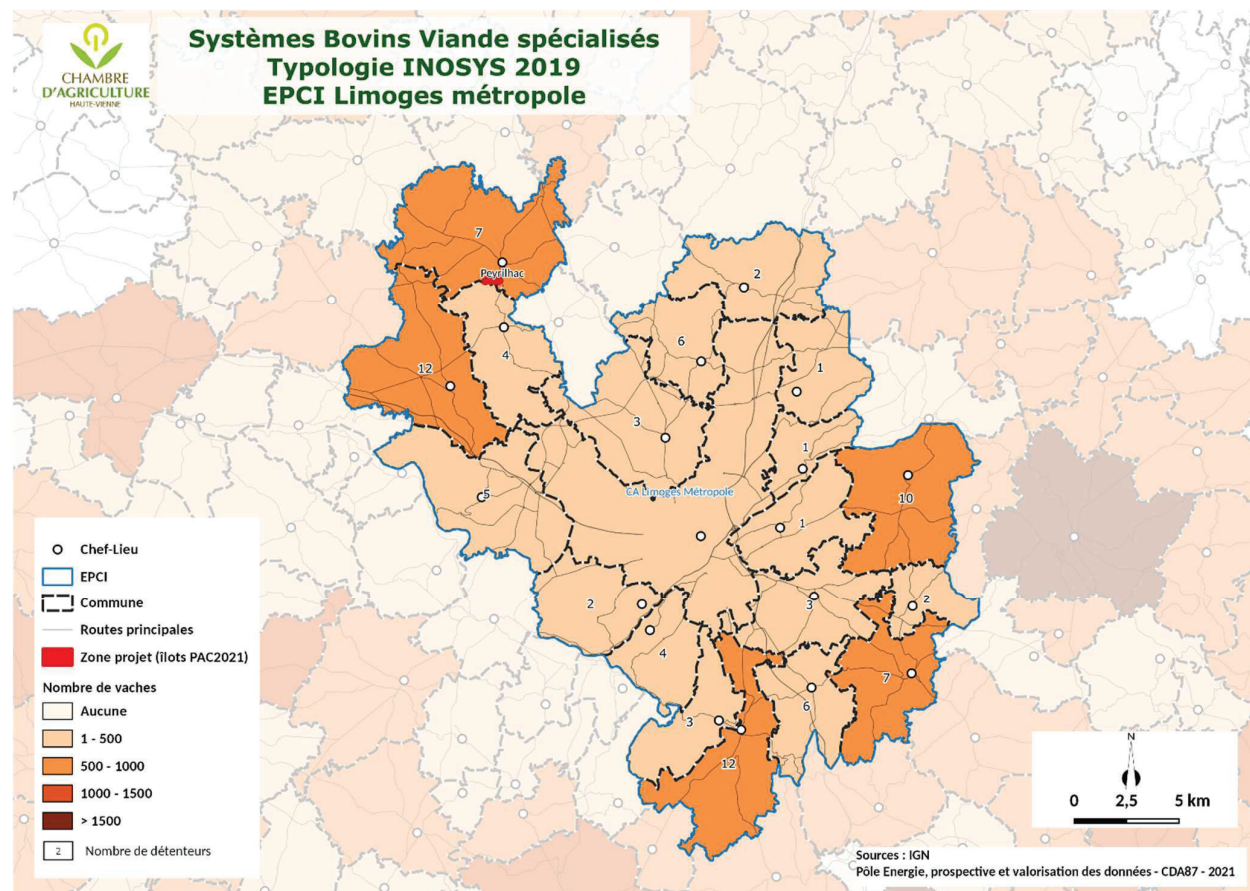 CHAMBRE
D'AGRICULTURE
HAUTE-VIENNE
Systèmes Bovins Viande spécialisés
Typologie INOSYS 2019
EPCI Limoges métropole
7
Peyrilhac
2
6
4
12
1
3
1
CA Limoges Métropole
5
10
1
2
3
2
4
7
6
3
12
Chef-Lieu
EPCI
Commune
Routes principales
Zone projet (îlots PAC2021)
Nombre de vaches
Aucune
1 - 500
500 - 1000
1000 - 1500
> 1500
2 Nombre de détenteurs
N
0 2,5 5 km
Sources : IGN
Pôle Energie, prospective et valorisation des données - CDA87 - 2021